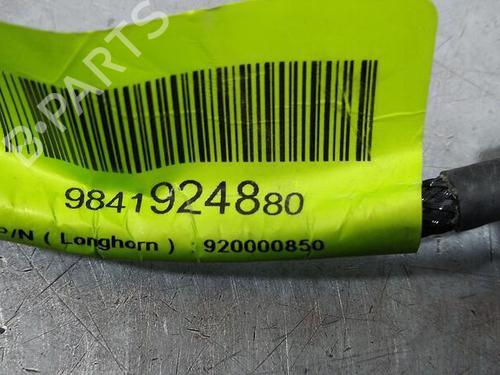 B-PARTS
9841924880
P/N ( Longhorn ) : 920000850